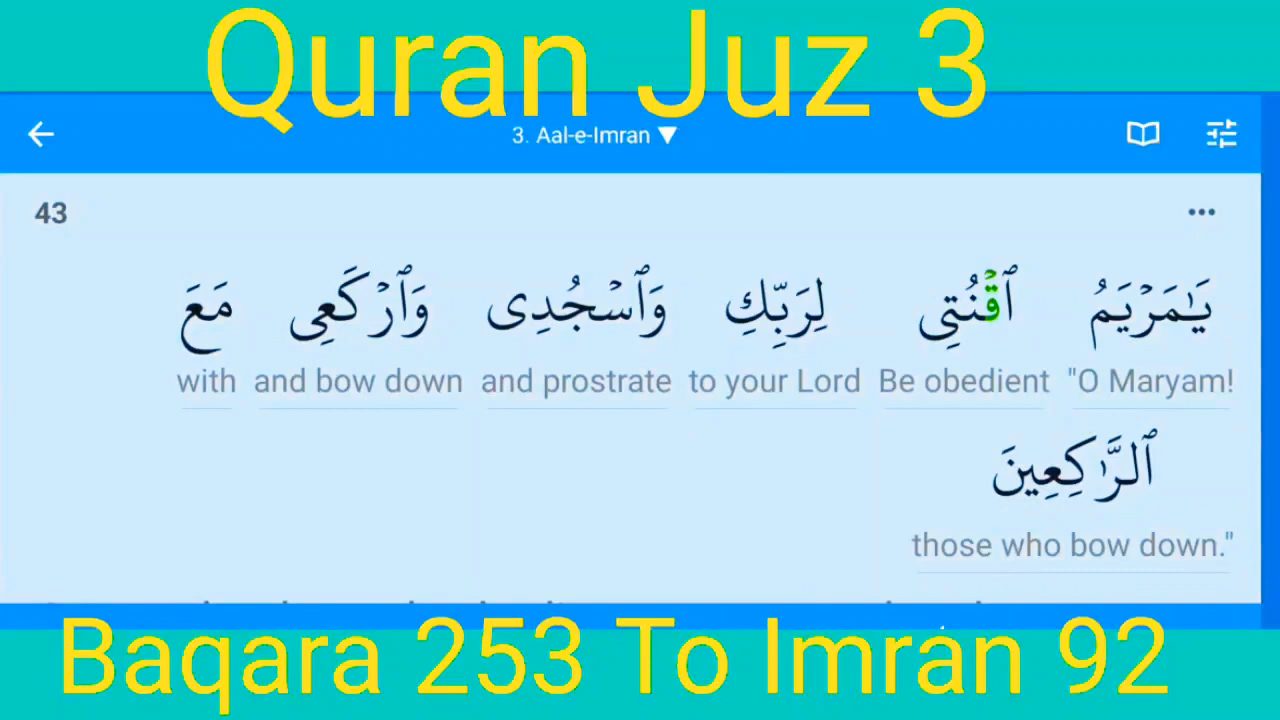 Quran Juz 3
3. Aal-e-Imran ▼
43
يَـٰمَرۡيَمُ ٱقۡنُتِى لِرَبِّكِ وَٱسۡجُدِى وَٱرۡكَعِى مَعَ
with and bow down and prostrate to your Lord Be obedient "O Maryam!
ٱلرَّٰكِعِينَ
those who bow down."
Baqara 253 To Imran 92